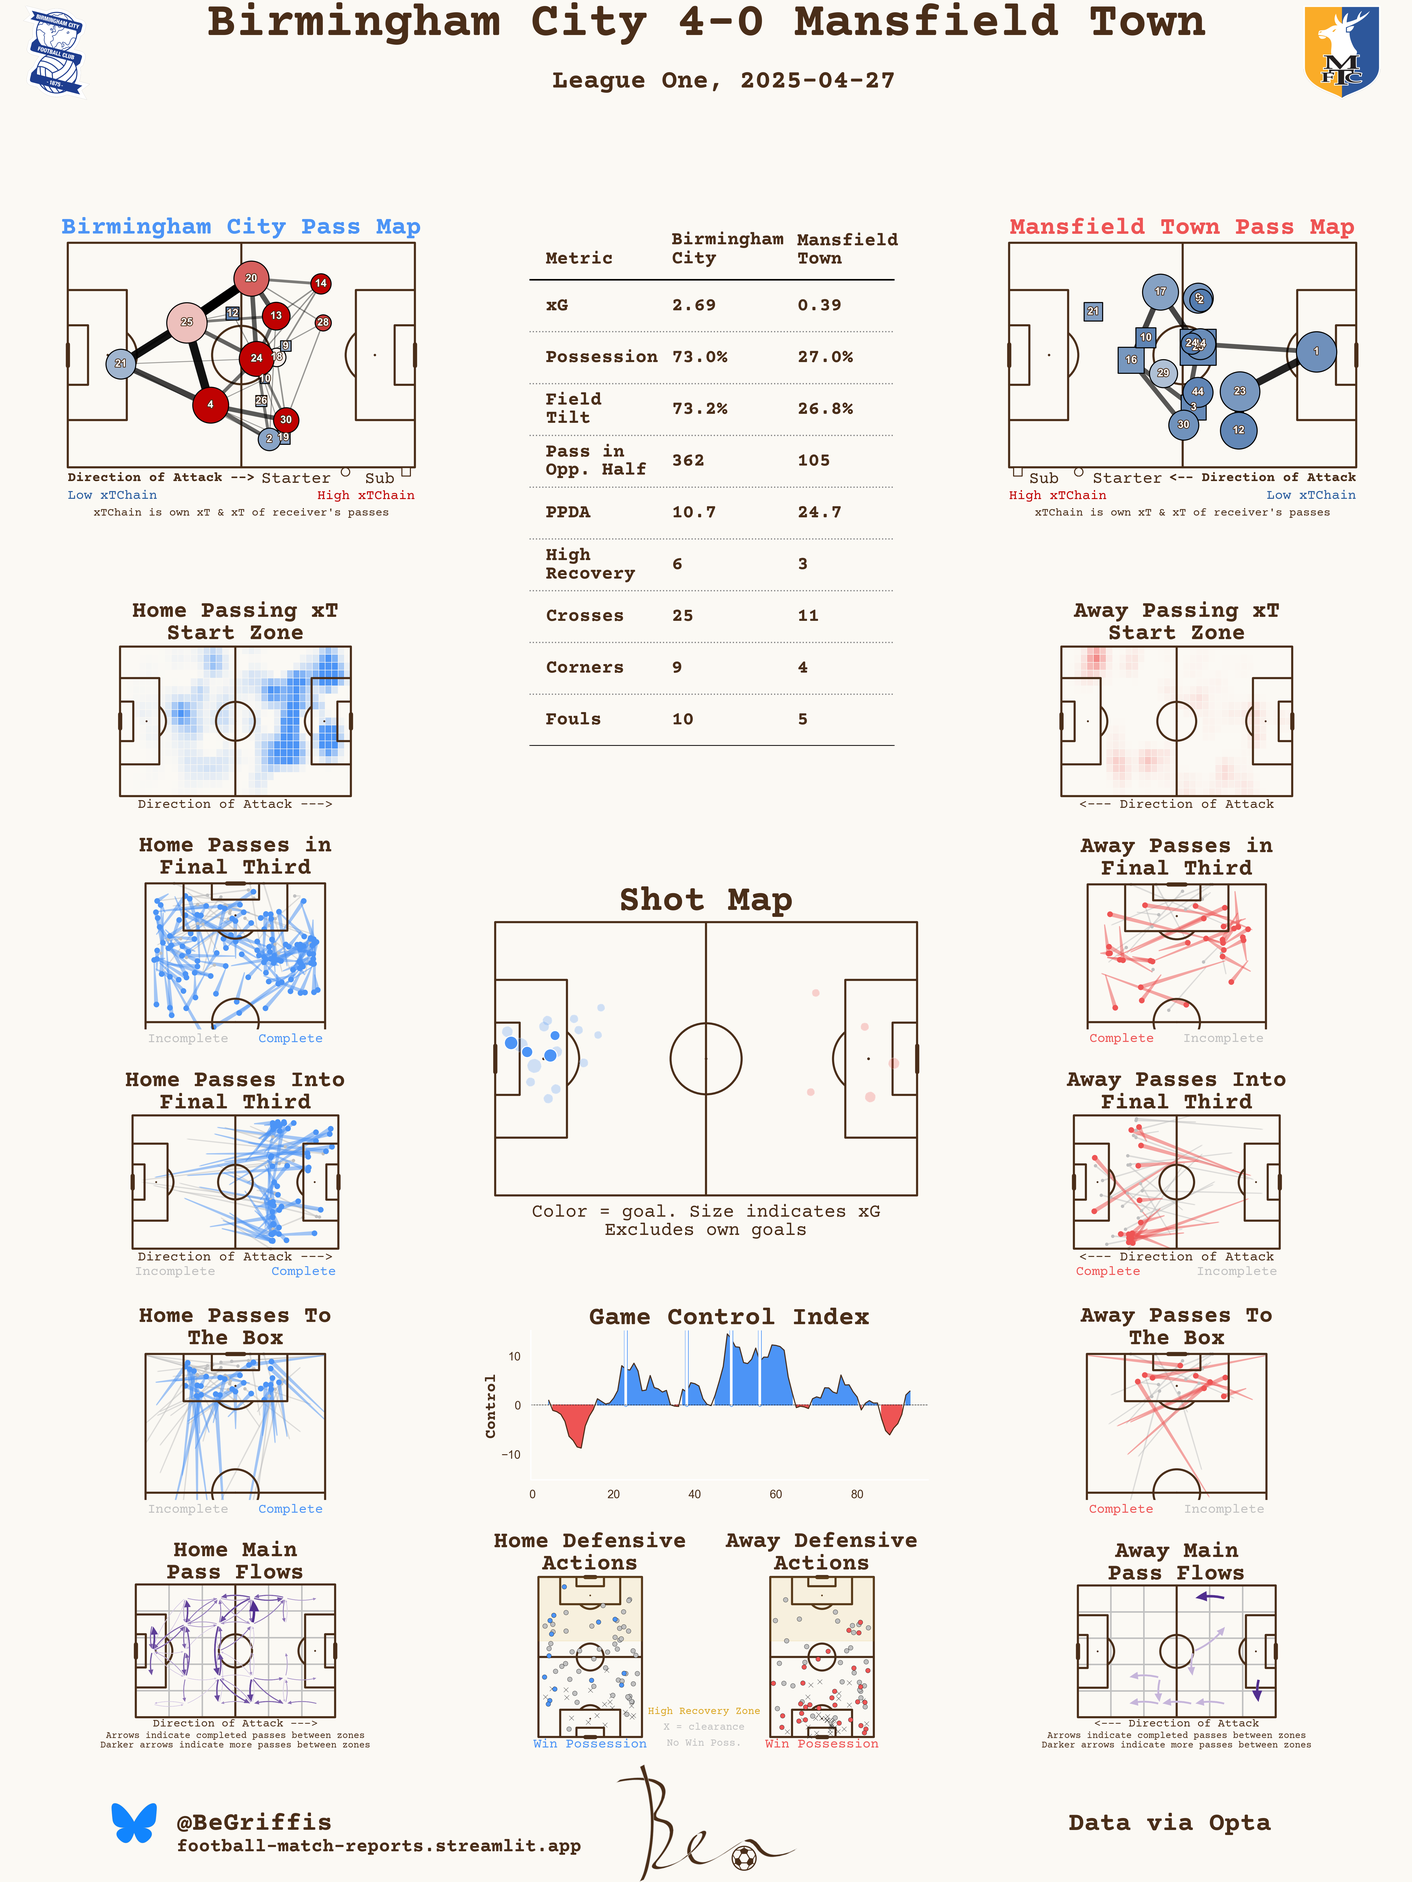 Birmingham City 4-0 Mansfield Town
League One, 2025-04-27
BIRMINGHAM CITY
FOOTBALL CLUB
1875
M
F T C
Birmingham City Pass Map
20
14
25
12
13
28
9
24
18
21
10
4
26
30
2
19
Direction of Attack --> Starter Sub
Low xTChain High xTChain
xTChain is own xT & xT of receiver's passes
Metric Birmingham City Mansfield Town
xG 2.69 0.39
Possession 73.0% 27.0%
Field Tilt 73.2% 26.8%
Pass in Opp. Half 362 105
PPDA 10.7 24.7
High Recovery 6 3
Crosses 25 11
Corners 9 4
Fouls 10 5
Mansfield Town Pass Map
17
2
21
10
24
16
1
29
44
23
3
30
12
Sub Starter <-- Direction of Attack
High xTChain Low xTChain
xTChain is own xT & xT of receiver's passes
Home Passing xT
Start Zone
Direction of Attack --->
Away Passing xT
Start Zone
<--- Direction of Attack
Home Passes in
Final Third
Incomplete Complete
Away Passes in
Final Third
Complete Incomplete
Shot Map
Color = goal. Size indicates xG
Excludes own goals
Home Passes Into
Final Third
Direction of Attack --->
Incomplete Complete
Away Passes Into
Final Third
<--- Direction of Attack
Complete Incomplete
Home Passes To
The Box
Incomplete Complete
Game Control Index
Control
10
0
−10
0 20 40 60 80
Away Passes To
The Box
Complete Incomplete
Home Main
Pass Flows
Direction of Attack --->
Arrows indicate completed passes between zones
Darker arrows indicate more passes between zones
Home Defensive
Actions
Win Possession
High Recovery Zone
X = clearance
No Win Poss.
Away Defensive
Actions
Win Possession
Away Main
Pass Flows
<--- Direction of Attack
Arrows indicate completed passes between zones
Darker arrows indicate more passes between zones
@BeGriffis
football-match-reports.streamlit.app
Ben
Data via Opta